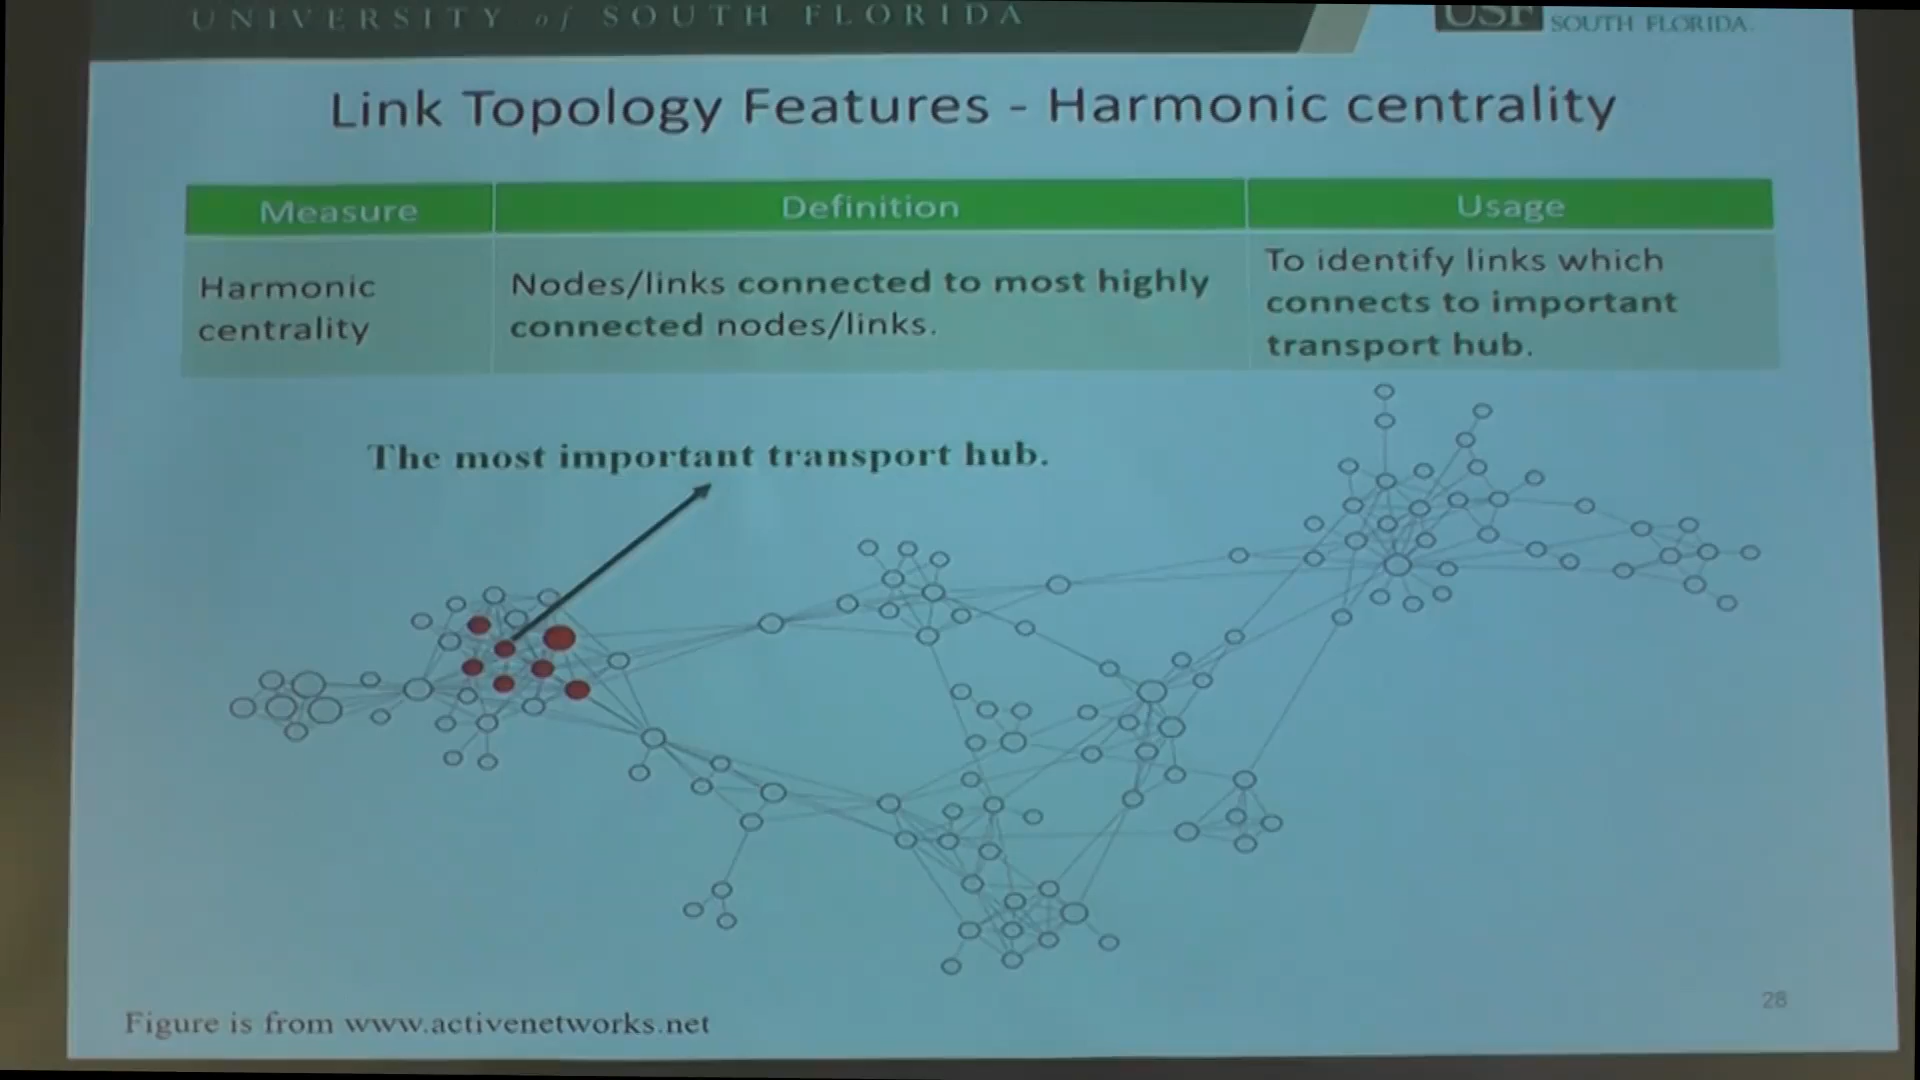 UNIVERSITY of SOUTH FLORIDA
USF SOUTH FLORIDA.
Link Topology Features - Harmonic centrality
Measure
Definition
Usage
Harmonic
centrality
Nodes/links connected to most highly
connected nodes/links.
To identify links which
connects to important
transport hub.
The most important transport hub.
Figure is from www.activenetworks.net
28